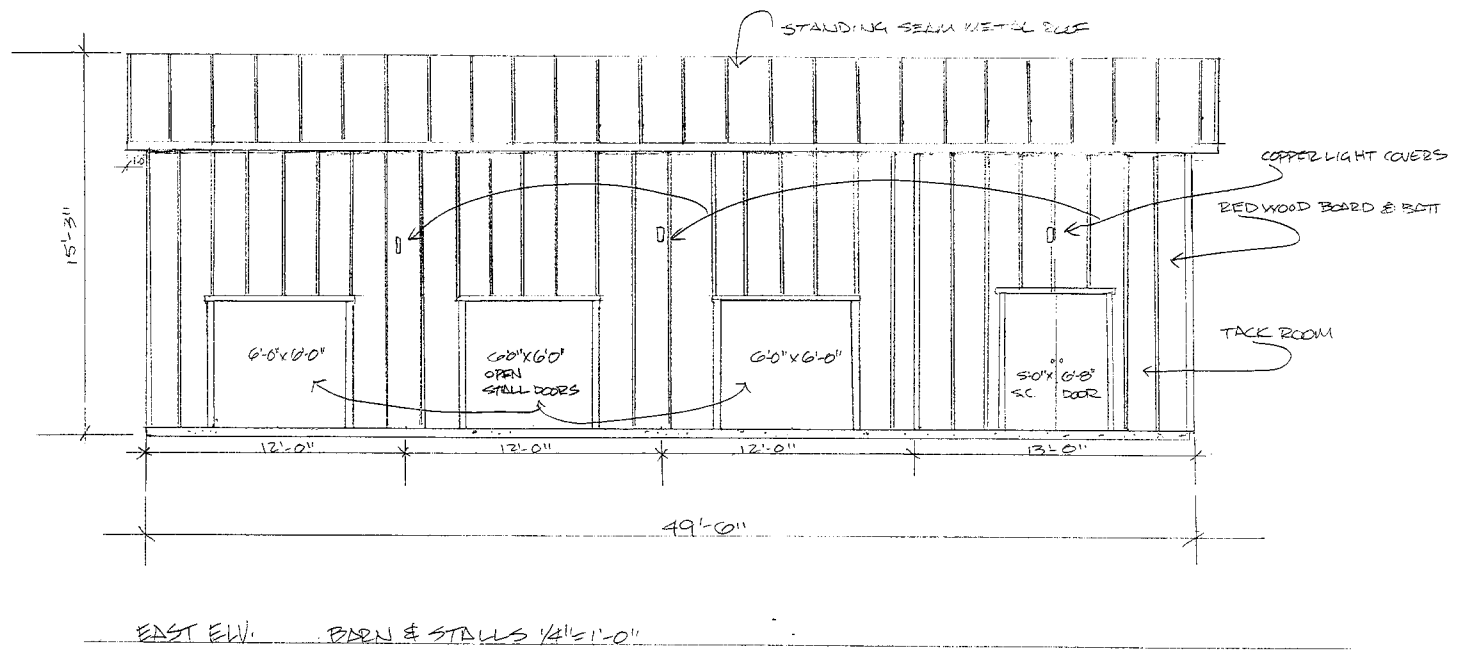 STANDING SEAM METAL ROOF
COPPER LIGHT COVERS
REDWOOD BOARD & BATT
TACK ROOM
1'-0"
15'-3"
6'-0"x6'-0"
6'0"x6'0"
OPEN
STALL DOORS
6'-0"x6'-0"
5'-0"x 6'-8"
S.C. DOOR
12'-0"
12'-0"
12'-0"
13'-0"
49'-6"
EAST ELV. BARN & STALLS 1/4"=1'-0"